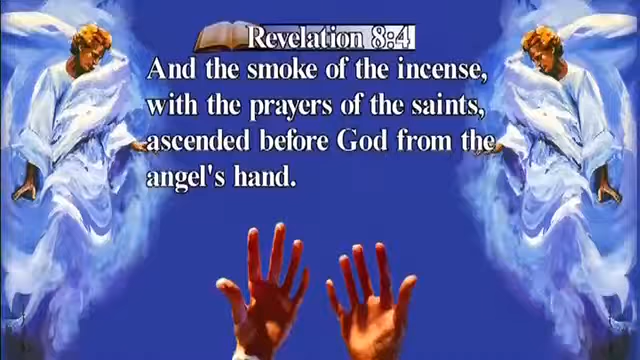 Revelation 8:4
And the smoke of the incense,
with the prayers of the saints,
ascended before God from the
angel's hand.